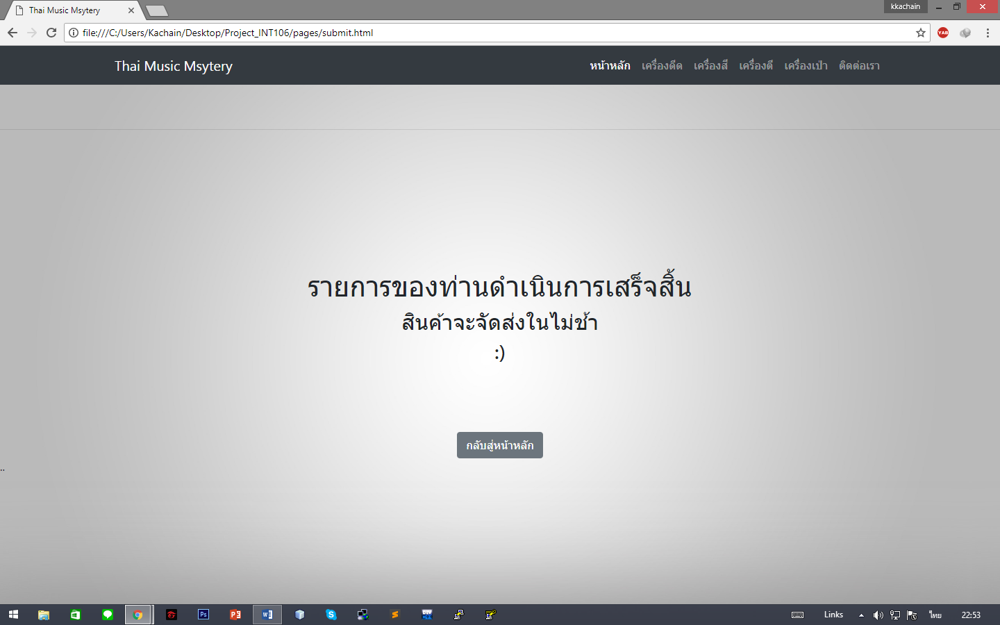 Thai Music Msytery
kkachain
file:///C:/Users/Kachain/Desktop/Project_INT106/pages/submit.html
YAB
Thai Music Msytery
หน้าหลัก เครื่องดีด เครื่องสี เครื่องตี เครื่องเป่า ติดต่อเรา
รายการของท่านดำเนินการเสร็จสิ้น
สินค้าจะจัดส่งในไม่ช้า
:)
กลับสู่หน้าหลัก
..
Links
ไทย
22:53